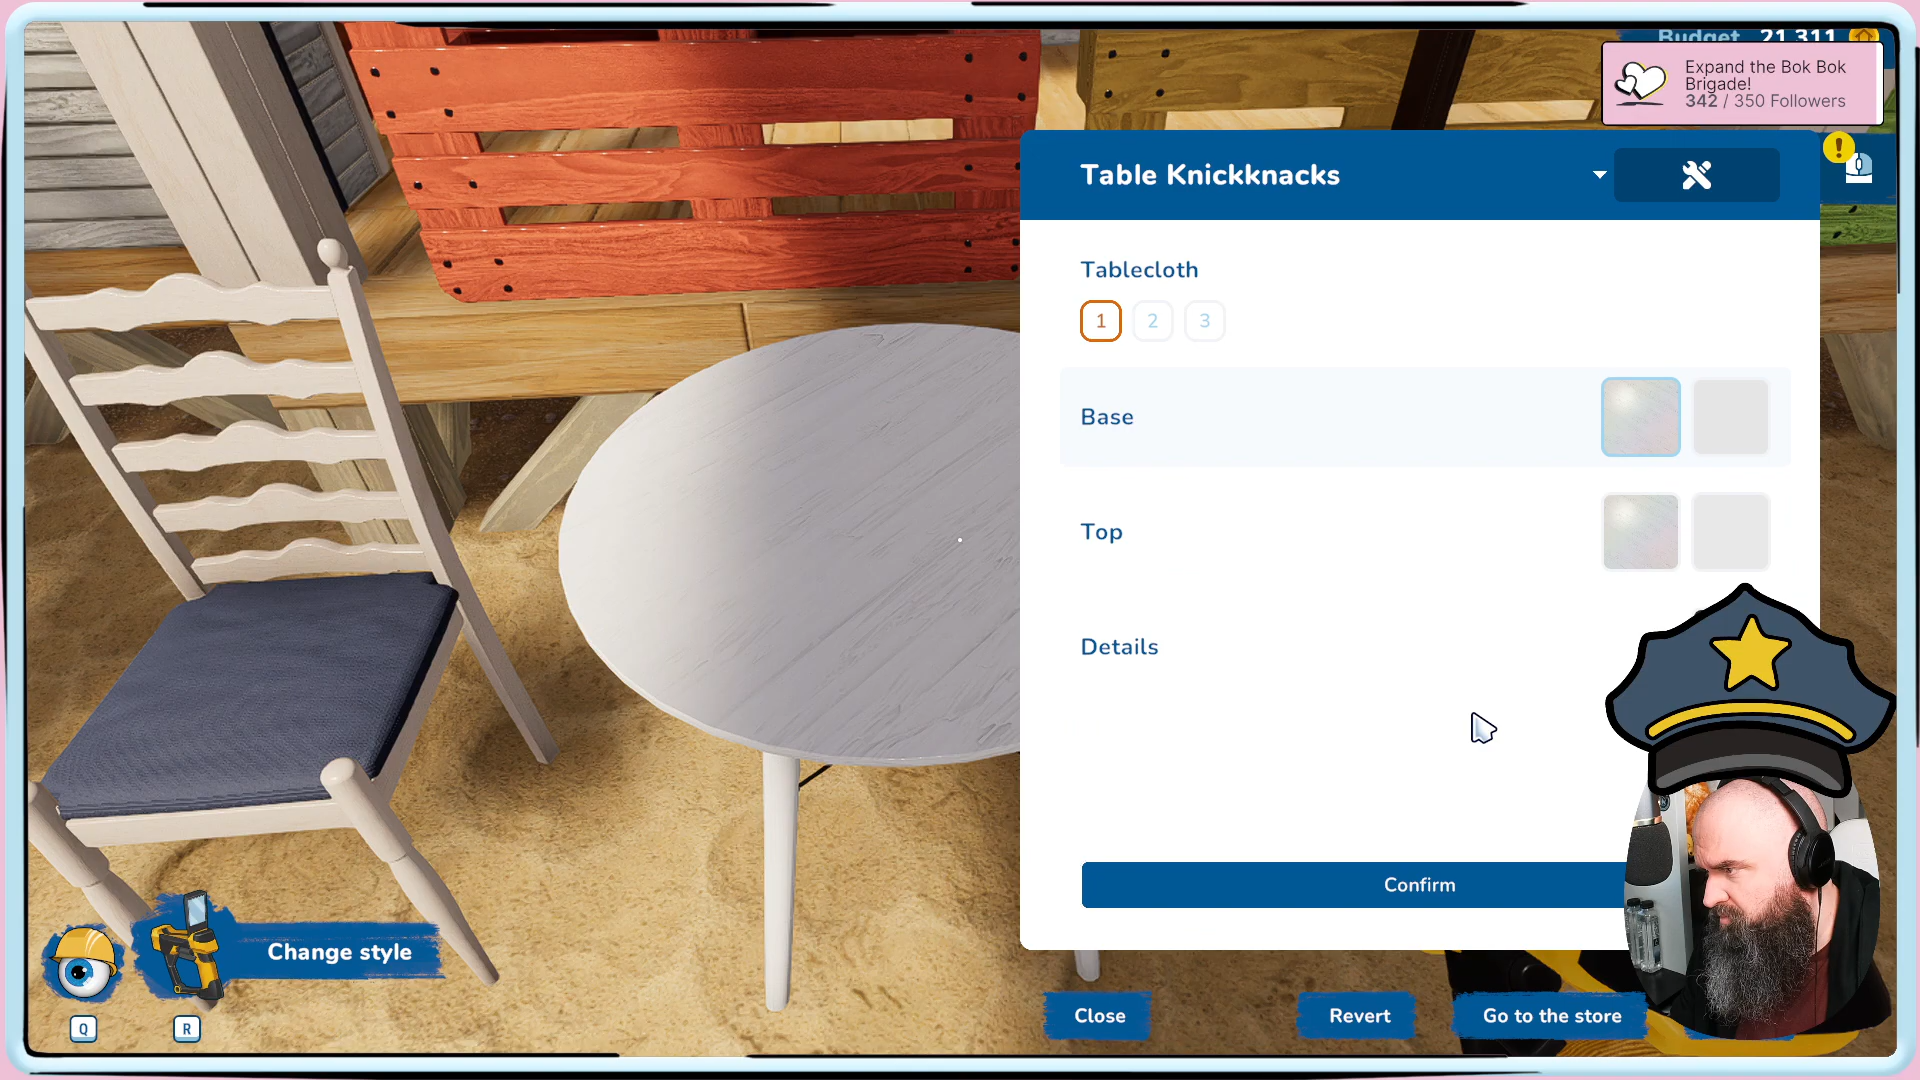 Budget 21,311
Expand the Bok Bok
Brigade!
342 / 350 Followers
Table Knickknacks
!
Tablecloth
1 2 3
Base
Top
Details
Confirm
Change style
Q R
Close Revert Go to the store